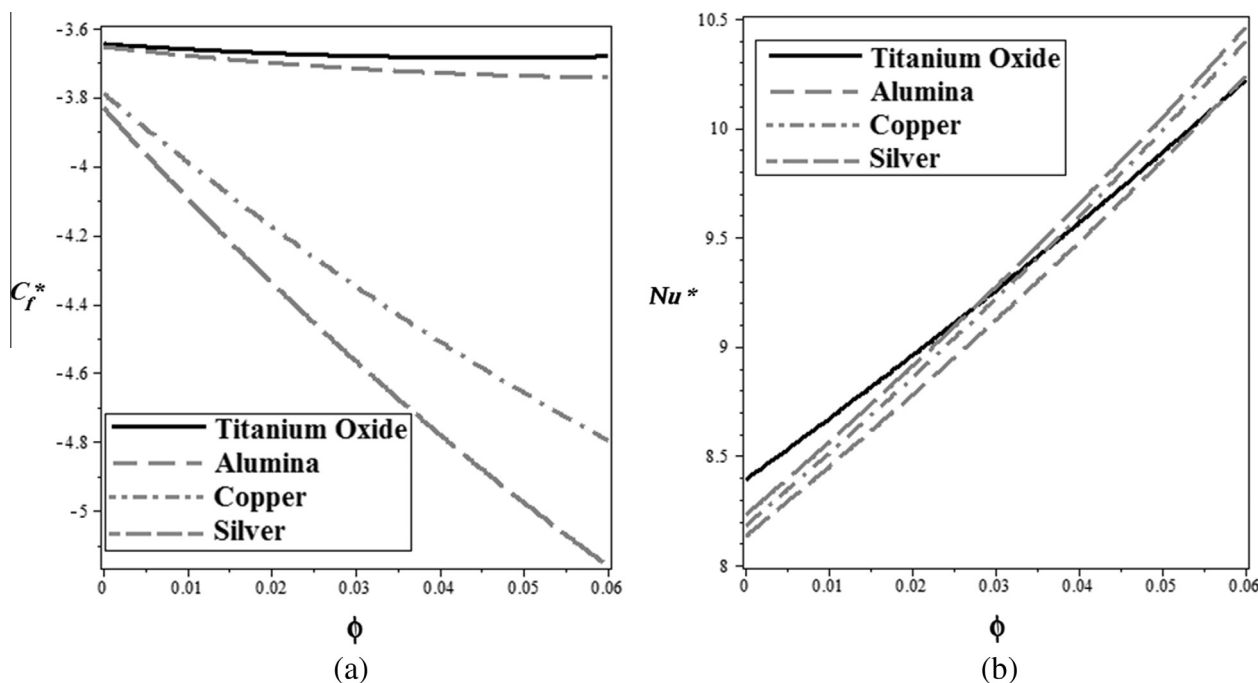 -3.6
-3.8
-4
-4.2
C_f*
-4.4
-4.6
-4.8
-5
Titanium Oxide
Alumina
Copper
Silver
0 0.01 0.02 0.03 0.04 0.05 0.06
ϕ
(a)
10.5
Titanium Oxide
Alumina
Copper
Silver
10
9.5
Nu*
9
8.5
8
0 0.01 0.02 0.03 0.04 0.05 0.06
ϕ
(b)